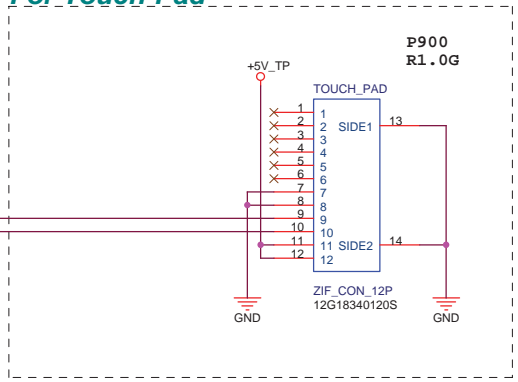 For Touch Pad
P900
R1.0G
+5V_TP
TOUCH_PAD
1 1
2 2 SIDE1 13
3 3
4 4
5 5
6 6
7 7
8 8
9 9
10 10
11 11 SIDE2 14
12 12
ZIF_CON_12P
12G18340120S
GND GND